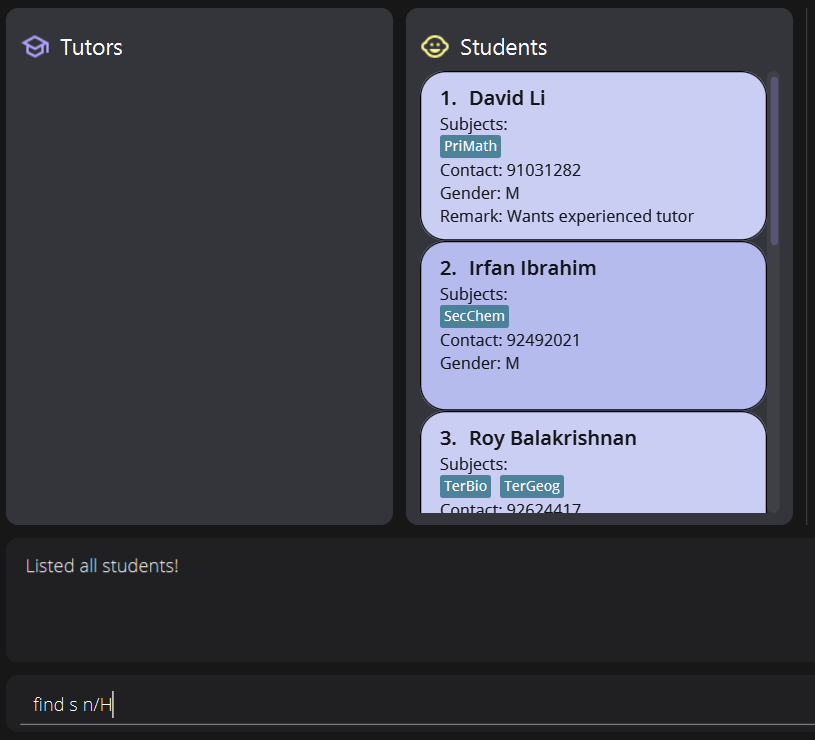 Tutors
Students
1. David Li
Subjects:
PriMath
Contact: 91031282
Gender: M
Remark: Wants experienced tutor
2. Irfan Ibrahim
Subjects:
SecChem
Contact: 92492021
Gender: M
3. Roy Balakrishnan
Subjects:
TerBio TerGeog
Contact: 92624417
Listed all students!
find s n/H